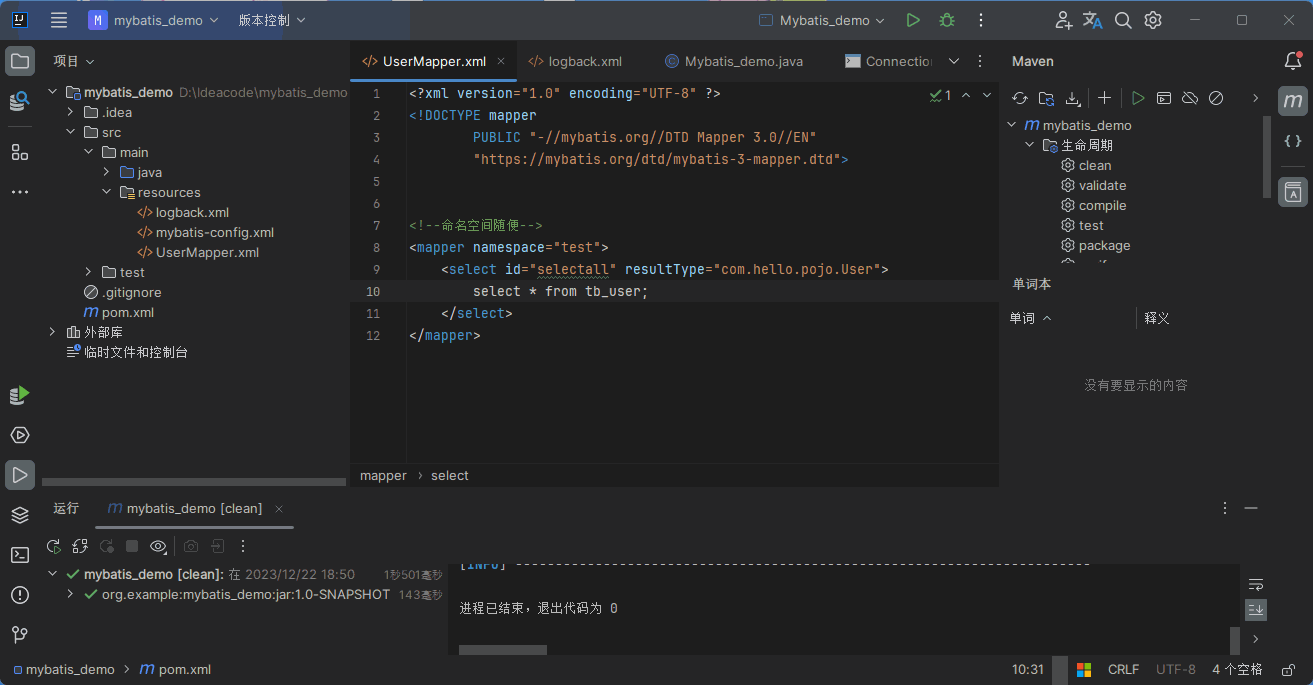 IJ M mybatis_demo 版本控制 Mybatis_demo
项目
mybatis_demo D:\Ideacode\mybatis_demo
.idea
src
main
java
resources
logback.xml
mybatis-config.xml
UserMapper.xml
test
.gitignore
pom.xml
外部库
临时文件和控制台
UserMapper.xml logback.xml Mybatis_demo.java
1 <?xml version="1.0" encoding="UTF-8" ?>
2 <!DOCTYPE mapper
3 PUBLIC "-//mybatis.org//DTD Mapper 3.0//EN"
4 "https://mybatis.org/dtd/mybatis-3-mapper.dtd">
5
6
7 <!--命名空间随便-->
8 <mapper namespace="test">
9 <select id="selectall" resultType="com.hello.pojo.User">
10 select * from tb_user;
11 </select>
12 </mapper>
1
mapper › select
Maven
mybatis_demo
生命周期
clean
validate
compile
test
package
单词本
单词 释义
没有要显示的内容
运行 mybatis_demo [clean]
mybatis_demo [clean]: 在 2023/12/22 18:50 1秒501毫秒
org.example:mybatis_demo:jar:1.0-SNAPSHOT 143毫秒
[INFO] ------------------------------------------------------------------------
进程已结束，退出代码为 0
mybatis_demo › pom.xml
10:31 CRLF UTF-8 4 个空格